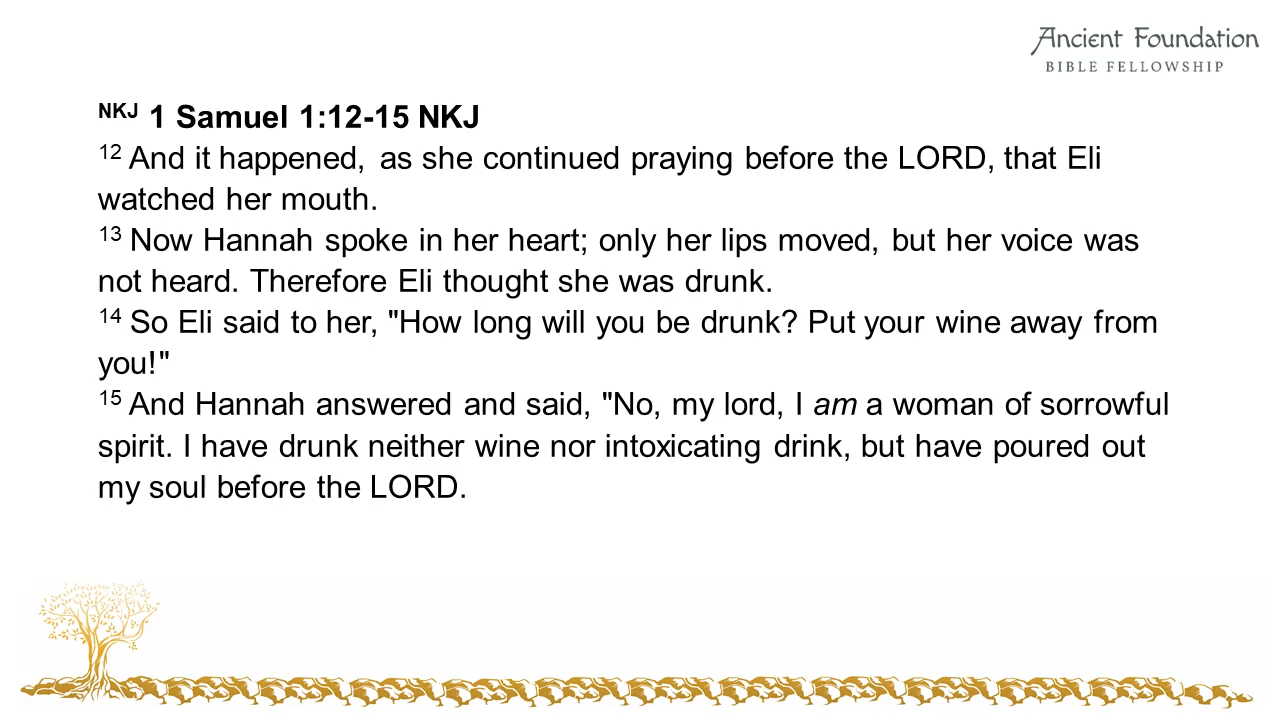 Ancient Foundation
BIBLE FELLOWSHIP
NKJ 1 Samuel 1:12-15 NKJ
12 And it happened, as she continued praying before the LORD, that Eli
watched her mouth.
13 Now Hannah spoke in her heart; only her lips moved, but her voice was
not heard. Therefore Eli thought she was drunk.
14 So Eli said to her, "How long will you be drunk? Put your wine away from
you!"
15 And Hannah answered and said, "No, my lord, I am a woman of sorrowful
spirit. I have drunk neither wine nor intoxicating drink, but have poured out
my soul before the LORD.